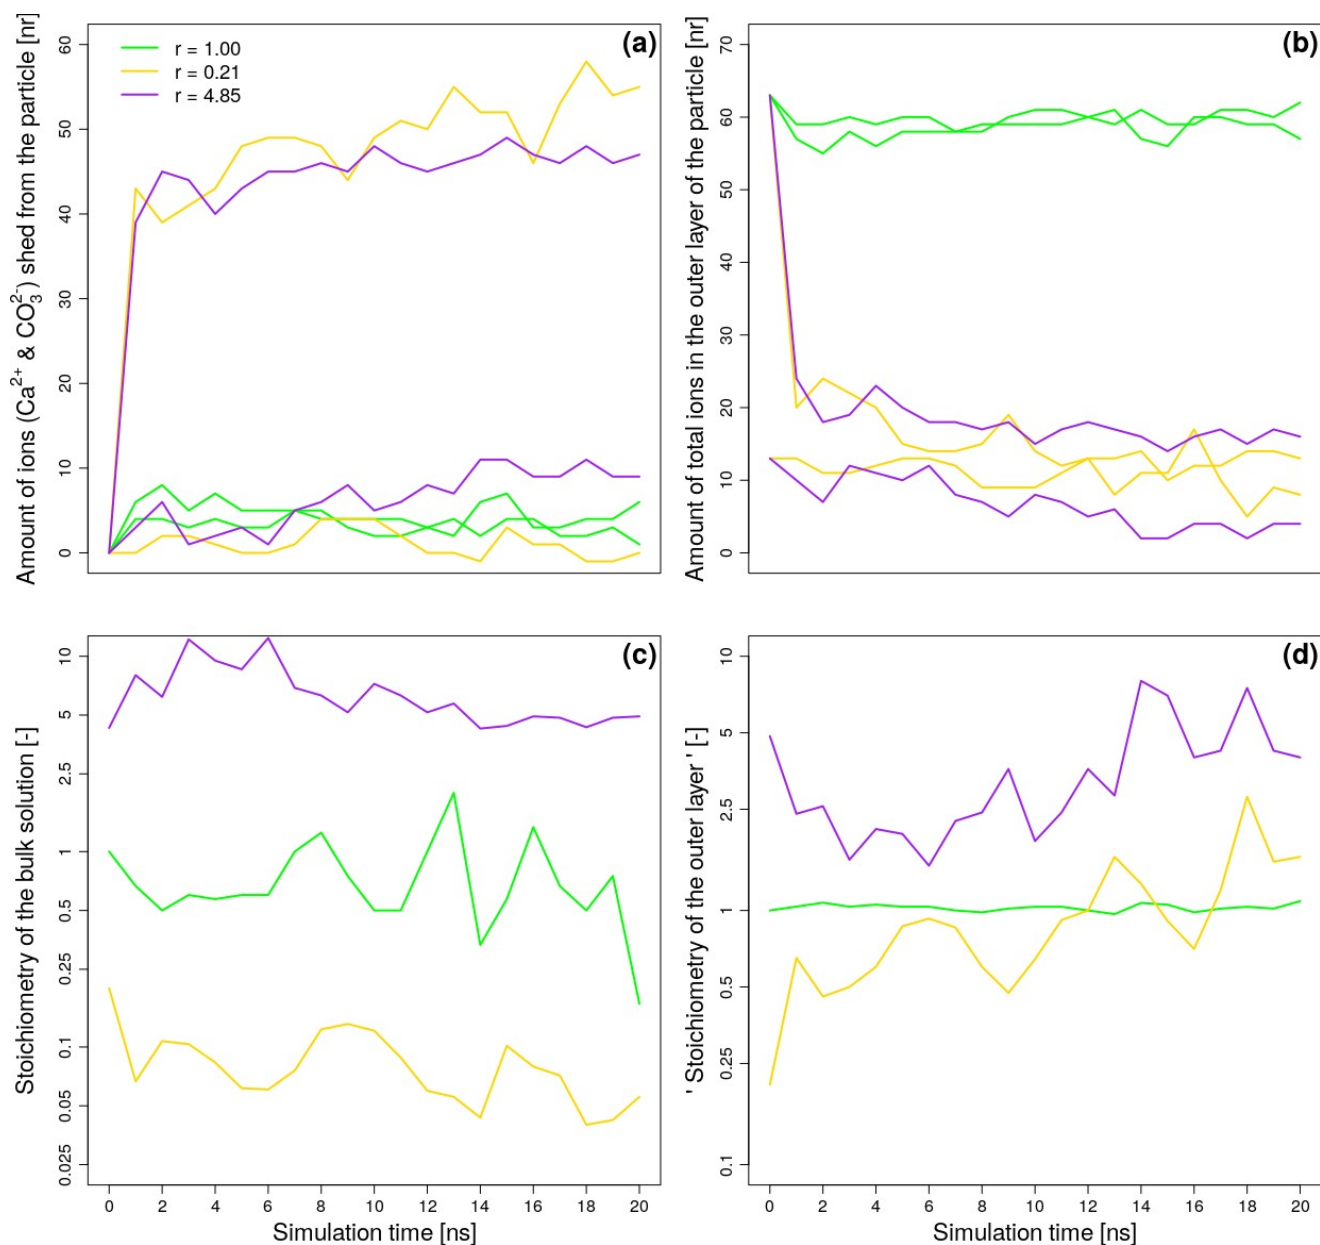 Amount of ions (Ca²⁺ & CO₃²⁻) shed from the particle [nr]
60
50
40
30
20
10
0
r = 1.00
r = 0.21
r = 4.85
(a)
Amount of total ions in the outer layer of the particle [nr]
70
60
50
40
30
20
10
0
(b)
Stoichiometry of the bulk solution [-]
10
5
2.5
1
0.5
0.25
0.1
0.05
0.025
(c)
0 2 4 6 8 10 12 14 16 18 20
Simulation time [ns]
' Stoichiometry of the outer layer ' [-]
10
5
2.5
1
0.5
0.25
0.1
(d)
0 2 4 6 8 10 12 14 16 18 20
Simulation time [ns]